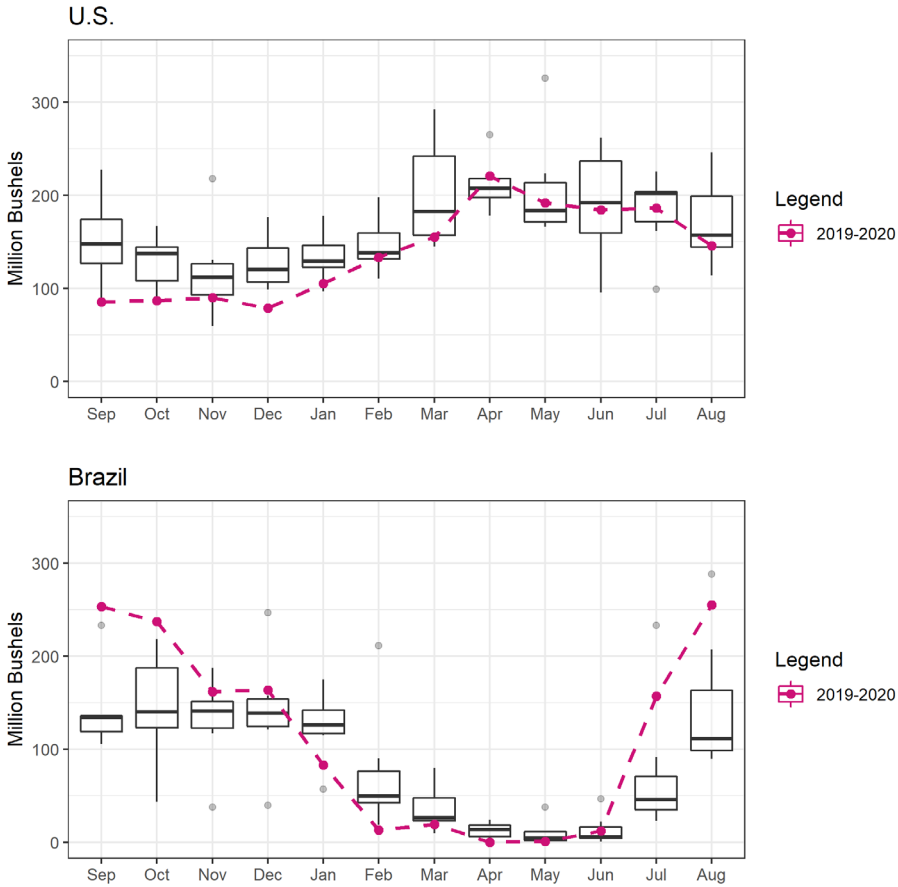 U.S.
Million Bushels
300
200
100
0
Sep Oct Nov Dec Jan Feb Mar Apr May Jun Jul Aug
Legend
2019-2020
Brazil
Million Bushels
300
200
100
0
Sep Oct Nov Dec Jan Feb Mar Apr May Jun Jul Aug
Legend
2019-2020